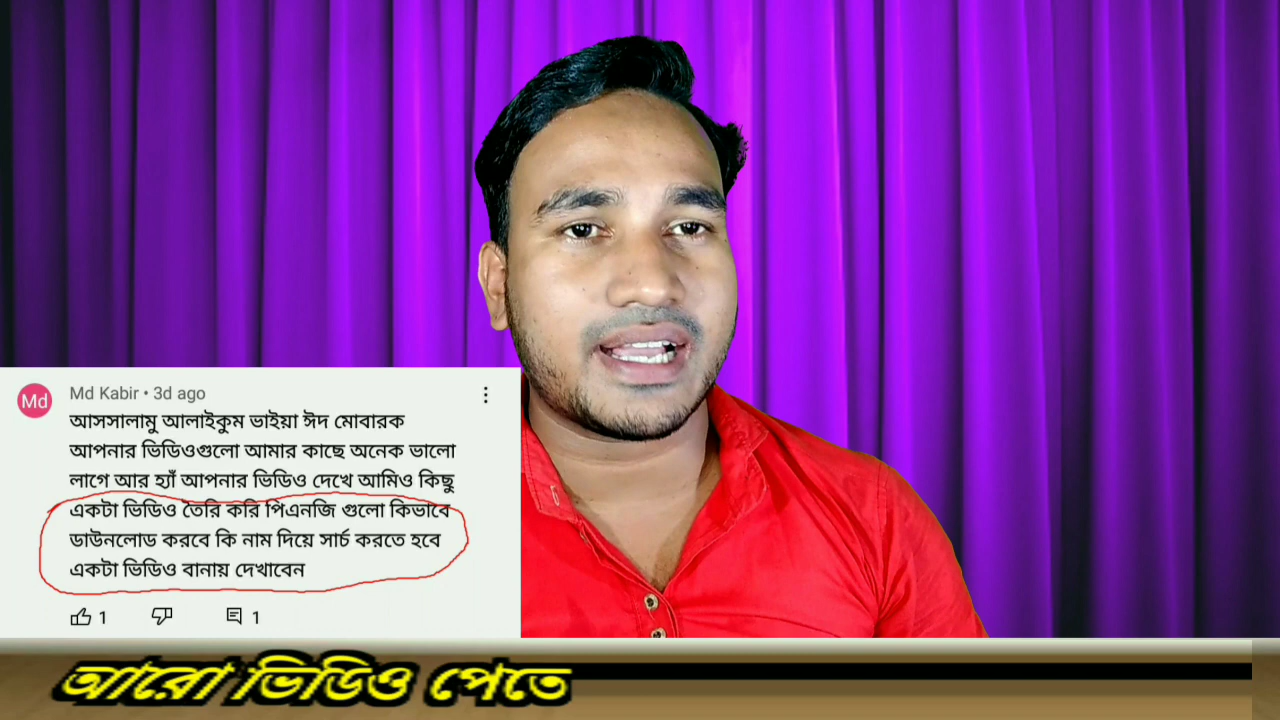 Md
Md Kabir • 3d ago
আসসালামু আলাইকুম ভাইয়া ঈদ মোবারক
আপনার ভিডিওগুলো আমার কাছে অনেক ভালো
লাগে আর হ্যাঁ আপনার ভিডিও দেখে আমিও কিছু
একটা ভিডিও তৈরি করি পিএনজি গুলো কিভাবে
ডাউনলোড করবে কি নাম দিয়ে সার্চ করতে হবে
একটা ভিডিও বানায় দেখাবেন
1 1
আরো ভিডিও পেতে